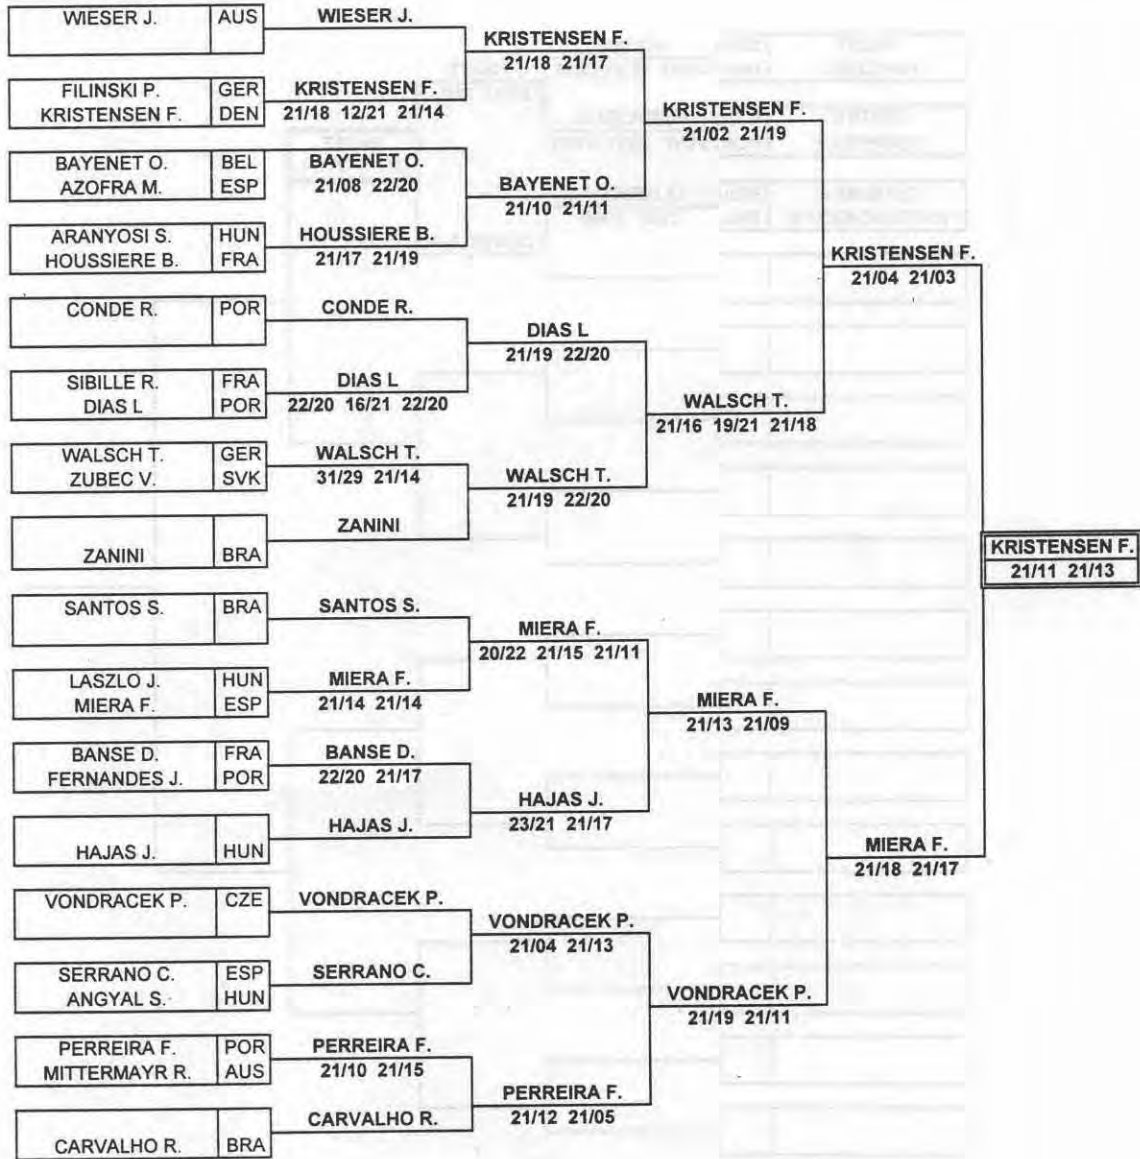 WIESER J. AUS
FILINSKI P. GER
KRISTENSEN F. DEN
BAYENET O. BEL
AZOFRA M. ESP
ARANYOSI S. HUN
HOUSSIERE B. FRA
CONDE R. POR
SIBILLE R. FRA
DIAS L POR
WALSCH T. GER
ZUBEC V. SVK
ZANINI BRA
SANTOS S. BRA
LASZLO J. HUN
MIERA F. ESP
BANSE D. FRA
FERNANDES J. POR
HAJAS J. HUN
VONDRACEK P. CZE
SERRANO C. ESP
ANGYAL S. HUN
PERREIRA F. POR
MITTERMAYR R. AUS
CARVALHO R. BRA
WIESER J.
KRISTENSEN F.
21/18 12/21 21/14
BAYENET O.
21/08 22/20
HOUSSIERE B.
21/17 21/19
CONDE R.
DIAS L
22/20 16/21 22/20
WALSCH T.
31/29 21/14
ZANINI
SANTOS S.
MIERA F.
21/14 21/14
BANSE D.
22/20 21/17
HAJAS J.
VONDRACEK P.
SERRANO C.
PERREIRA F.
21/10 21/15
CARVALHO R.
KRISTENSEN F.
21/18 21/17
BAYENET O.
21/10 21/11
DIAS L
21/19 22/20
WALSCH T.
21/19 22/20
MIERA F.
20/22 21/15 21/11
HAJAS J.
23/21 21/17
VONDRACEK P.
21/04 21/13
PERREIRA F.
21/12 21/05
KRISTENSEN F.
21/02 21/19
WALSCH T.
21/16 19/21 21/18
MIERA F.
21/13 21/09
VONDRACEK P.
21/19 21/11
KRISTENSEN F.
21/04 21/03
MIERA F.
21/18 21/17
KRISTENSEN F.
21/11 21/13